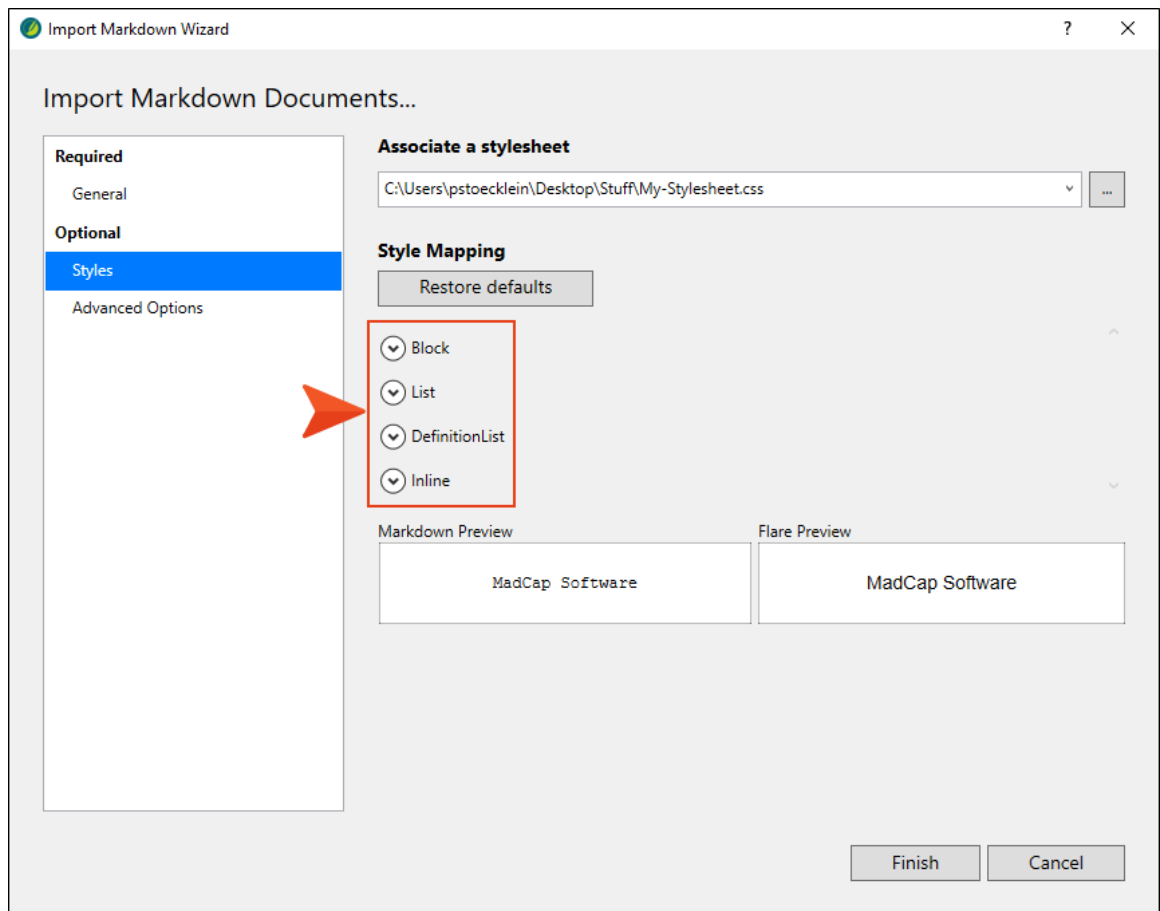 Import Markdown Wizard
?
Import Markdown Documents...
Required
General
Optional
Styles
Advanced Options
Associate a stylesheet
C:\Users\pstoecklein\Desktop\Stuff\My-Stylesheet.css
...
Style Mapping
Restore defaults
Block
List
DefinitionList
Inline
Markdown Preview
Flare Preview
MadCap Software
MadCap Software
Finish
Cancel